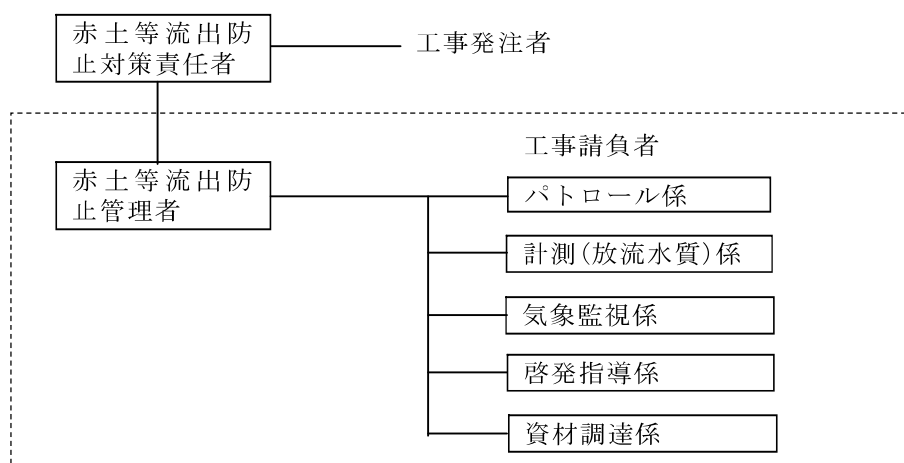 赤土等流出防
止対策責任者
工事発注者
工事請負者
赤土等流出防
止管理者
パトロール係
計測(放流水質)係
気象監視係
啓発指導係
資材調達係